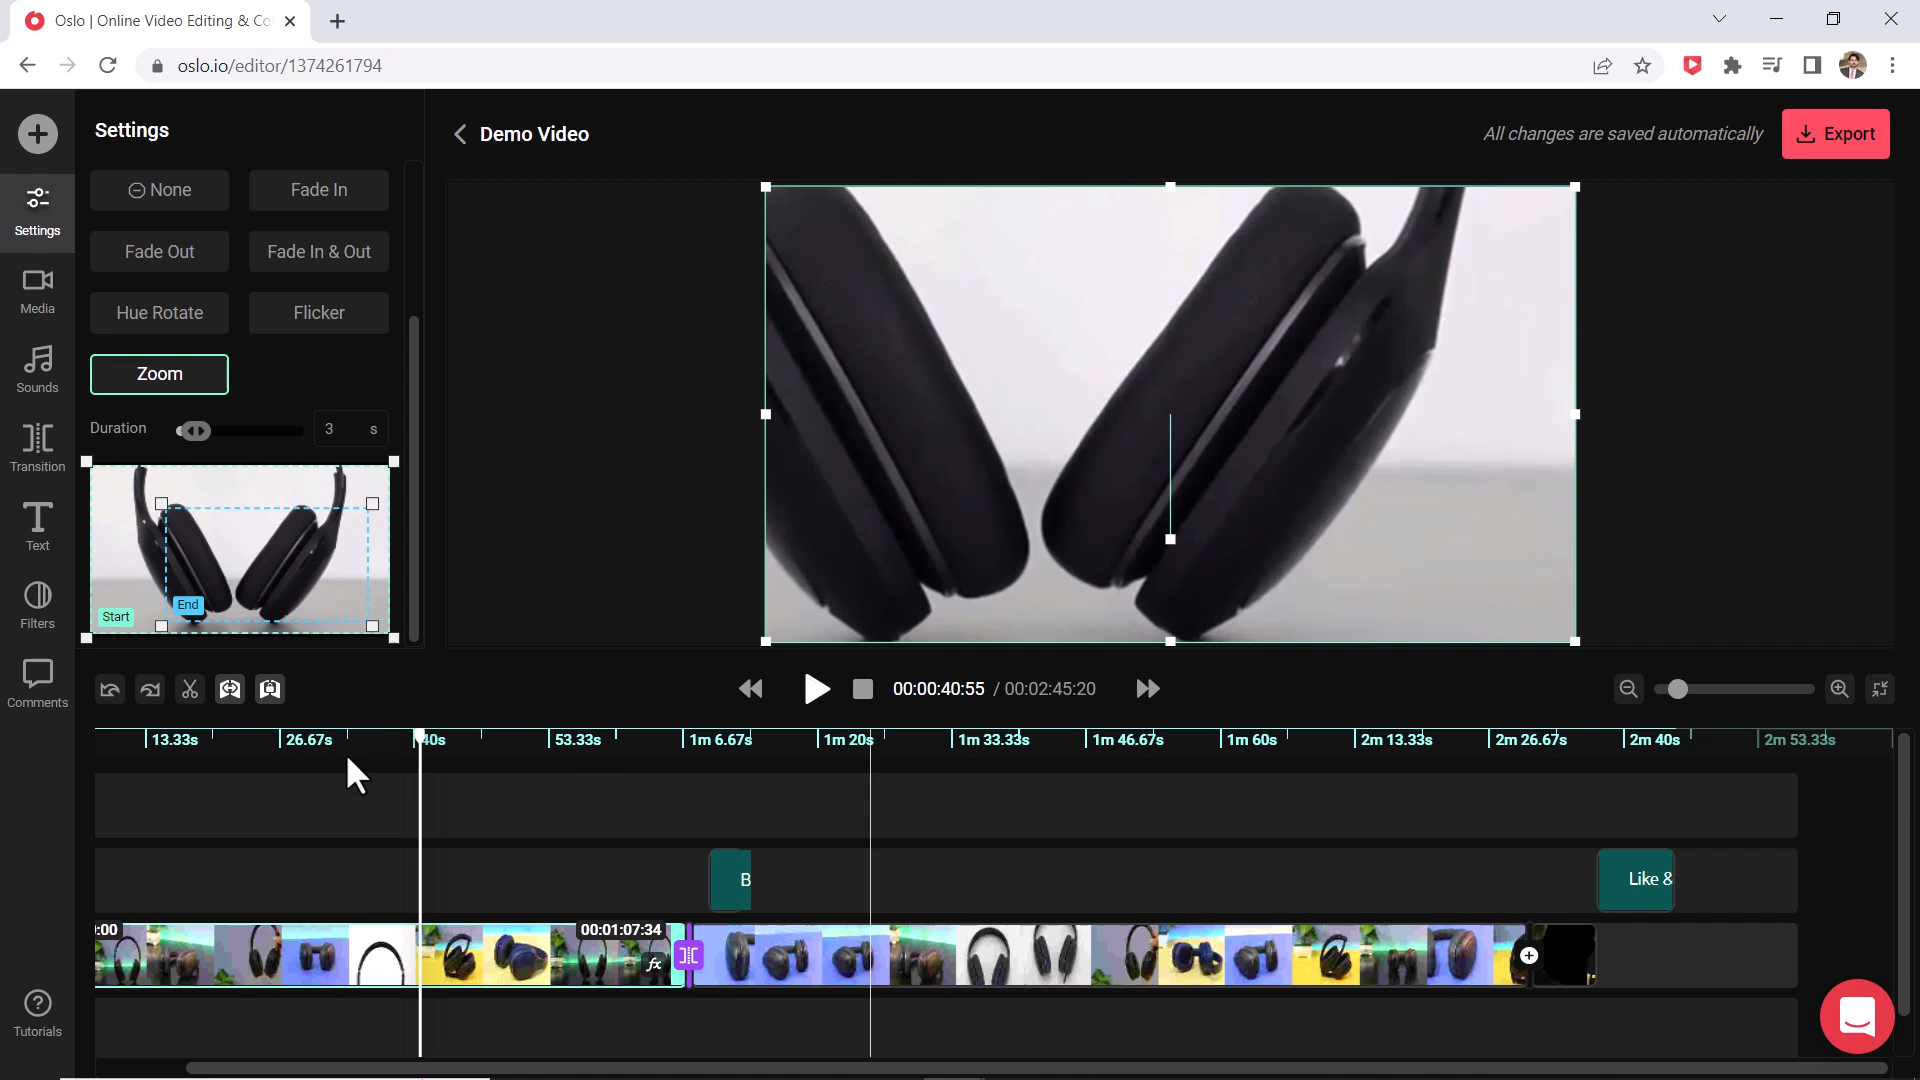 Oslo | Online Video Editing & Co
oslo.io/editor/1374261794
Settings
Demo Video
All changes are saved automatically
Export
None
Fade In
Settings
Fade Out
Fade In & Out
Media
Hue Rotate
Flicker
Sounds
Zoom
Duration
3 s
Transition
Text
Start
End
Filters
Comments
00:00:40:55 / 00:02:45:20
13.33s
26.67s
40s
53.33s
1m 6.67s
1m 20s
1m 33.33s
1m 46.67s
1m 60s
2m 13.33s
2m 26.67s
2m 40s
2m 53.33s
B
Like &
:00
00:01:07:34
fx
Tutorials